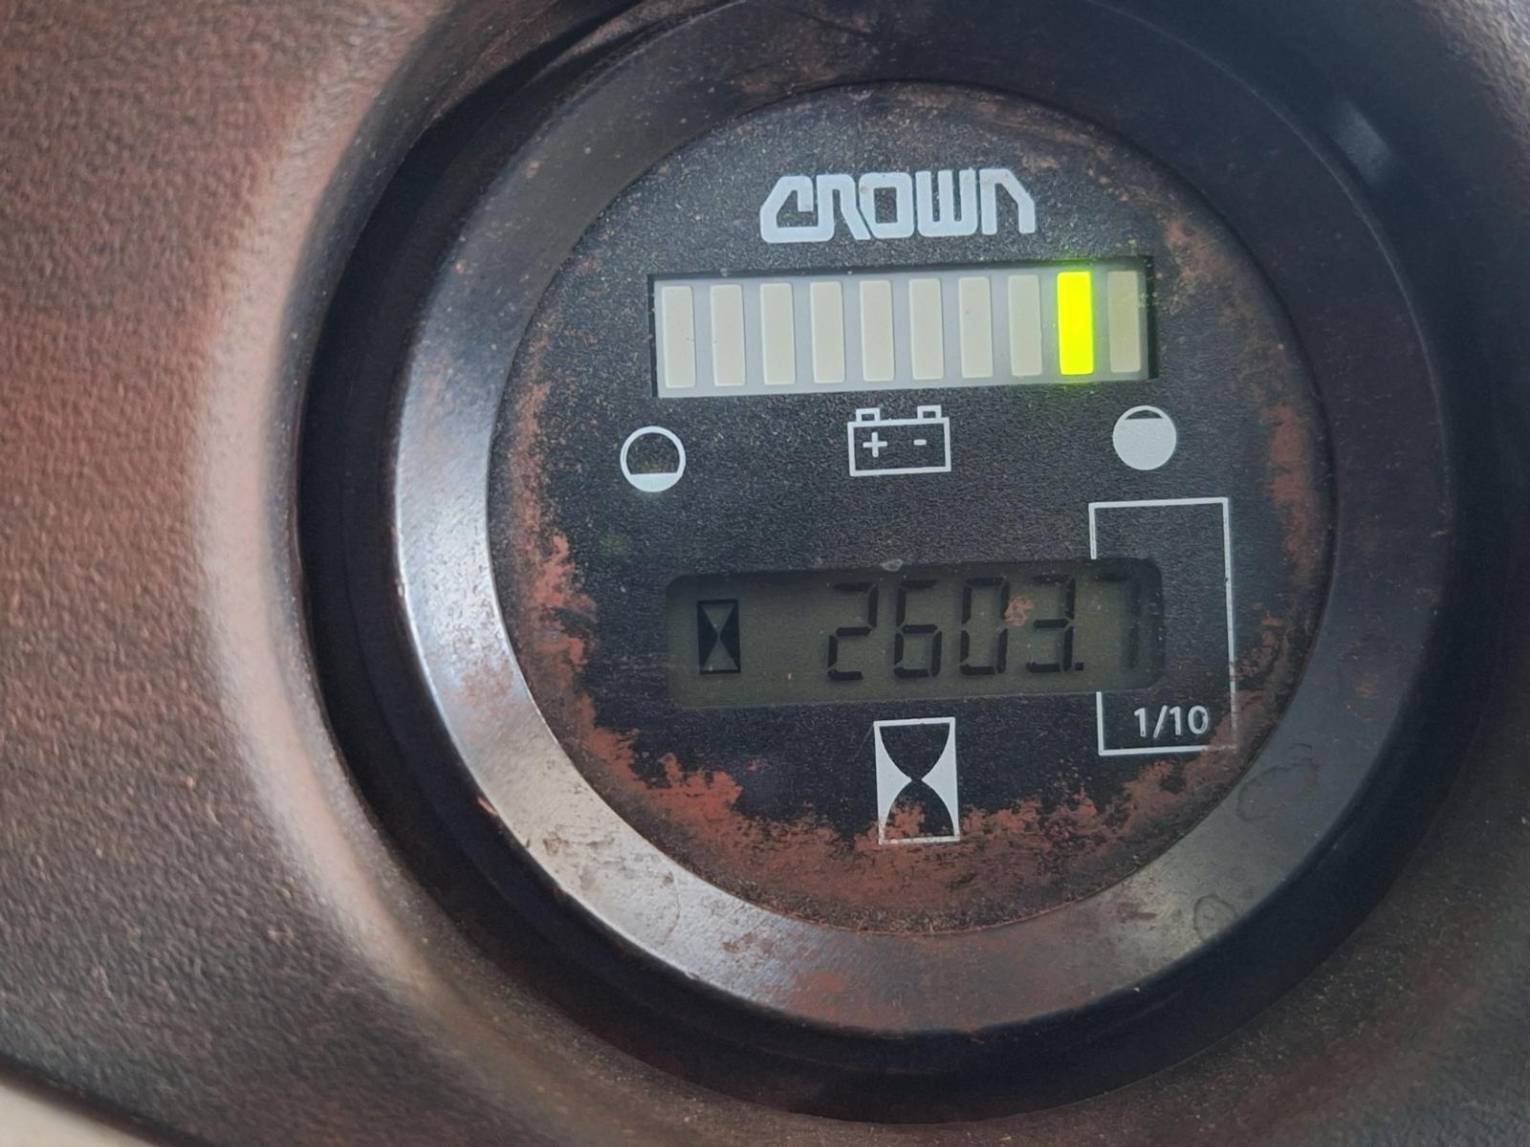 CROWN
+ -
2603.7
1/10